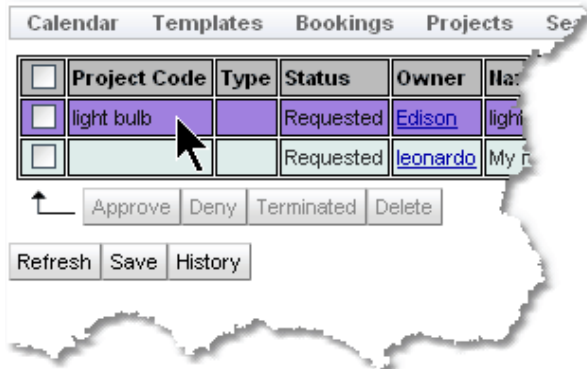 Calendar Templates Bookings Projects
Project Code Type Status Owner
light bulb Requested Edison
Requested leonardo My
Approve Deny Terminated Delete
Refresh Save History